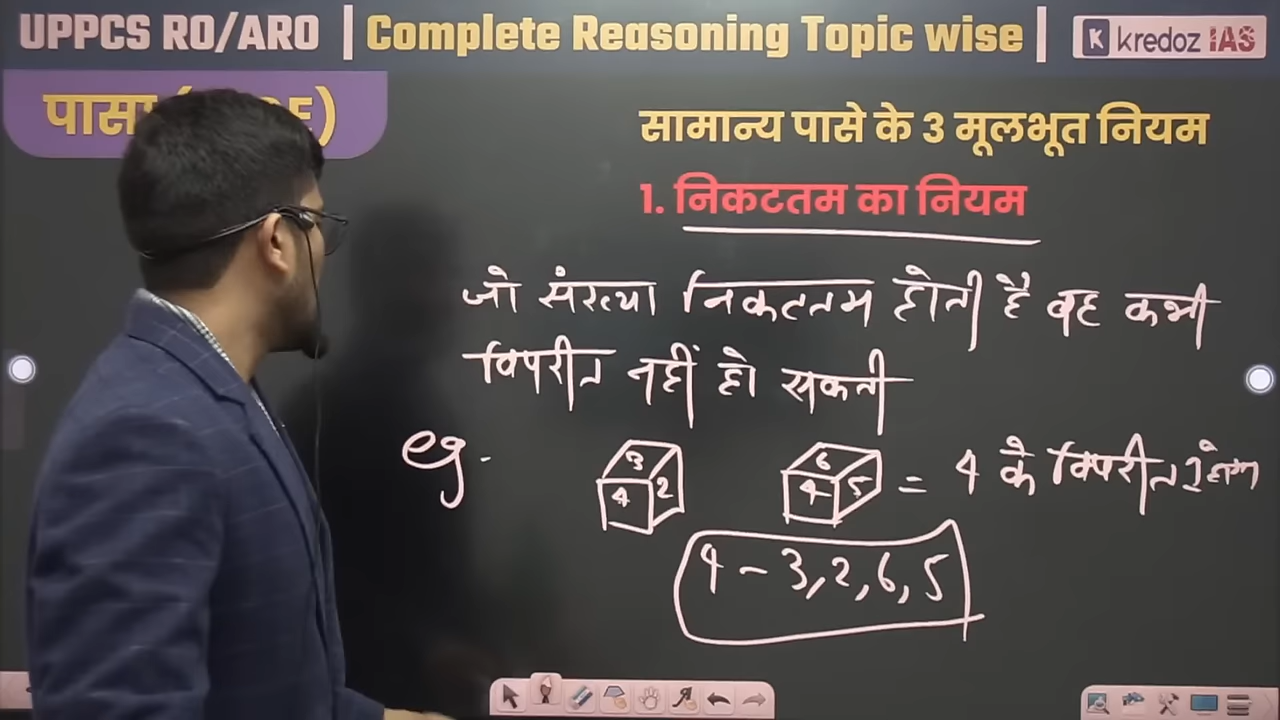 UPPCS RO/ARO | Complete Reasoning Topic wise |
K kredoz IAS
सामान्य पासे के 3 मूलभूत नियम
1. निकटतम का नियम
जो संख्या निकटतम होती है वह कभी
विपरीत नहीं हो सकती
eg.
3
4 2
6
4 5
= 4 के विपरीत 1 होगा
4 - 3, 2, 6, 5